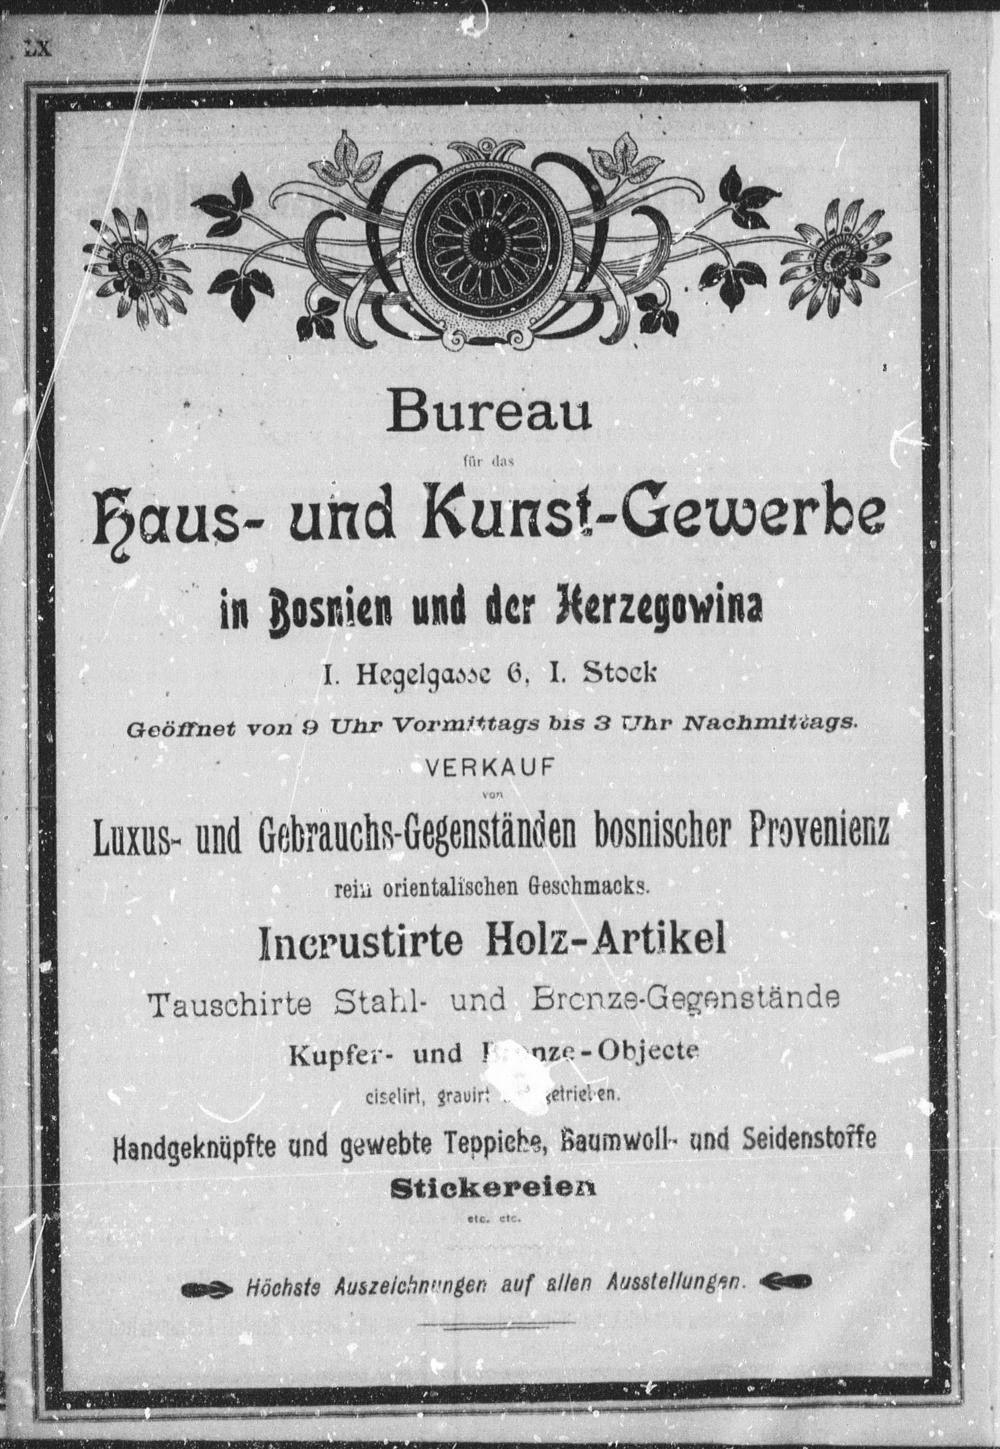 LX
Bureau
für das
Haus- und Kunst-Gewerbe
in Bosnien und der Herzegowina
I. Hegelgasse 6, I. Stock
Geöffnet von 9 Uhr Vormittags bis 3 Uhr Nachmittags.
VERKAUF
von
Luxus- und Gebrauchs-Gegenständen bosnischer Provenienz
rein orientalischen Geschmacks.
Incrustirte Holz-Artikel
Tauschirte Stahl- und Bronze-Gegenstände
Kupfer- und Bronze-Objecte
ciselirt, gravirt getrieben.
Handgeknüpfte und gewebte Teppiche, Baumwoll- und Seidenstoffe
Stickereien
etc. etc.
Höchste Auszeichnungen auf allen Ausstellungen.